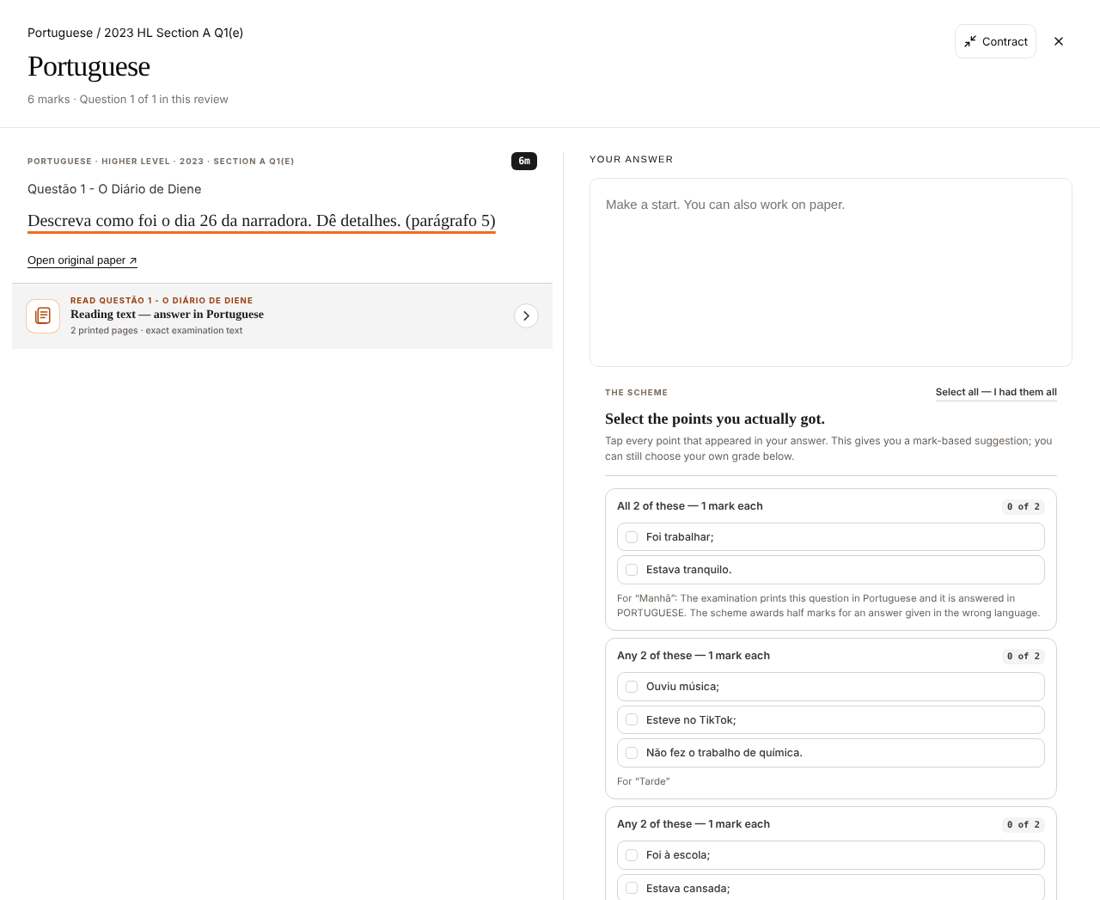 Portuguese / 2023 HL Section A Q1(e)
Portuguese
6 marks · Question 1 of 1 in this review
Contract
PORTUGUESE · HIGHER LEVEL · 2023 · SECTION A Q1(E)
6m
Questão 1 - O Diário de Diene
Descreva como foi o dia 26 da narradora. Dê detalhes. (parágrafo 5)
Open original paper ↗
READ QUESTÃO 1 - O DIÁRIO DE DIENE
Reading text — answer in Portuguese
2 printed pages · exact examination text
YOUR ANSWER
Make a start. You can also work on paper.
THE SCHEME
Select all — I had them all
Select the points you actually got.
Tap every point that appeared in your answer. This gives you a mark-based suggestion; you
can still choose your own grade below.
All 2 of these — 1 mark each
0 of 2
Foi trabalhar;
Estava tranquilo.
For “Manhã”: The examination prints this question in Portuguese and it is answered in
PORTUGUESE. The scheme awards half marks for an answer given in the wrong language.
Any 2 of these — 1 mark each
0 of 2
Ouviu música;
Esteve no TikTok;
Não fez o trabalho de química.
For “Tarde”
Any 2 of these — 1 mark each
0 of 2
Foi à escola;
Estava cansada;